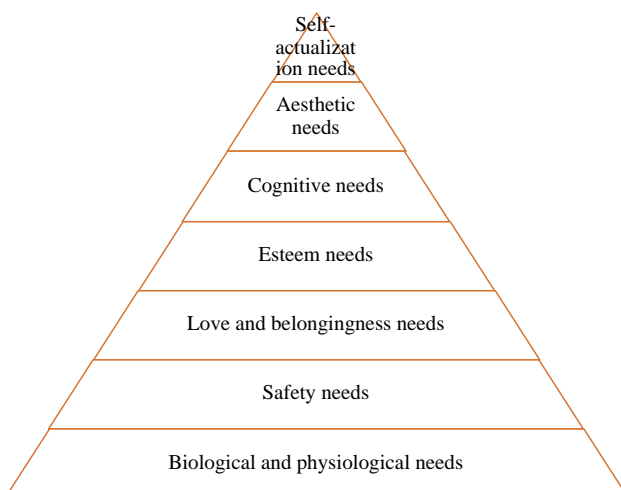 Self-
actualizat
ion needs
Aesthetic
needs
Cognitive needs
Esteem needs
Love and belongingness needs
Safety needs
Biological and physiological needs